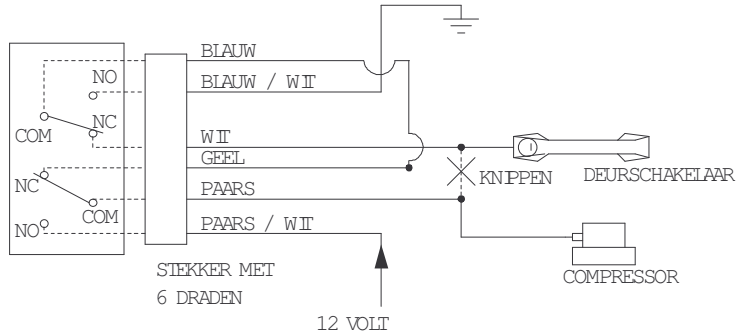 BLAUW
NO
BLAUW / WIT
NC
COM
WIT
GEEL
KNIPPEN
DEURSCHAKELAAR
NC
PAARS
COM
NO
PAARS / WIT
STEKKER MET
6 DRADEN
COMPRESSOR
12 VOLT